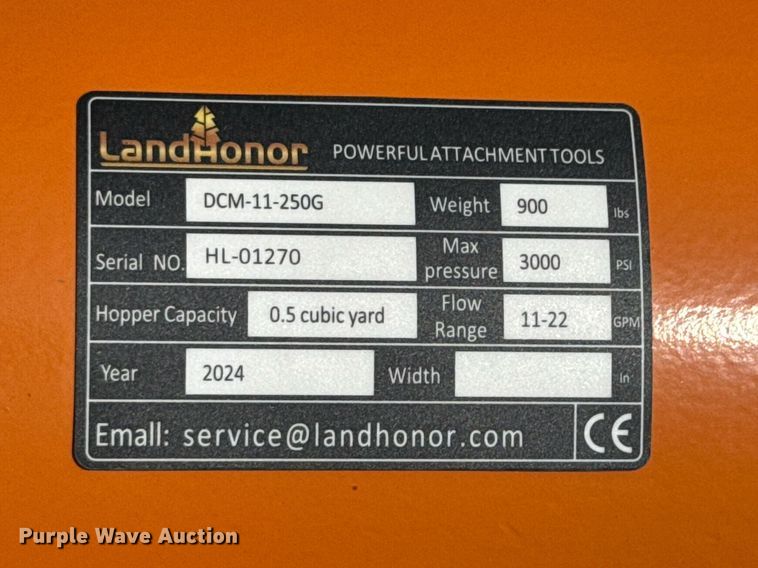 LandHonor POWERFUL ATTACHMENT TOOLS
Model DCM-11-250G Weight 900 lbs
Serial NO. HL-01270 Max pressure 3000 PSI
Hopper Capacity 0.5 cubic yard Flow Range 11-22 GPM
Year 2024 Width In
Emall: service@landhonor.com CE
Purple Wave Auction